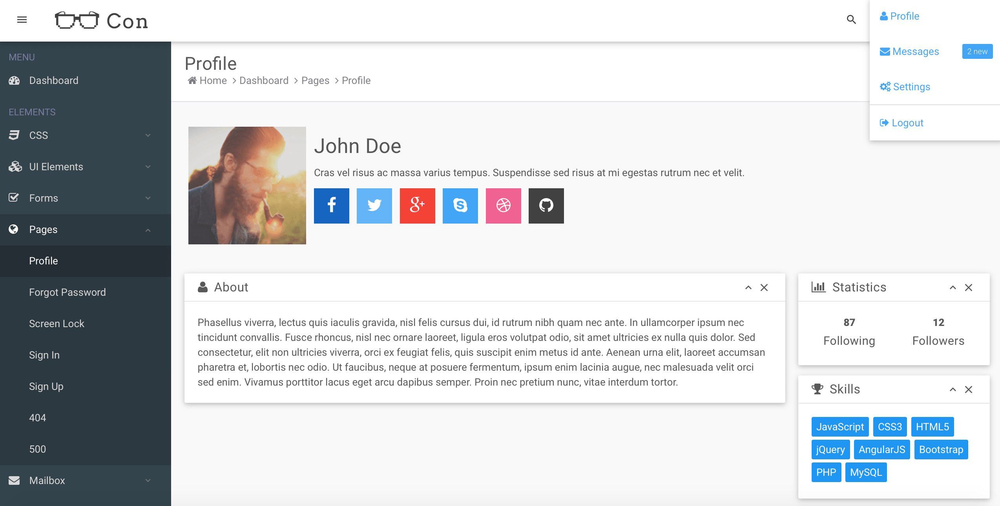 Con
Profile
Messages 2 new
Settings
Logout
MENU
Dashboard
ELEMENTS
CSS
UI Elements
Forms
Pages
Profile
Forgot Password
Screen Lock
Sign In
Sign Up
404
500
Mailbox
Profile
Home > Dashboard > Pages > Profile
John Doe
Cras vel risus ac massa varius tempus. Suspendisse sed risus at mi egestas rutrum nec et velit.
About
Phasellus viverra, lectus quis iaculis gravida, nisl felis cursus dui, id rutrum nibh quam nec ante. In ullamcorper ipsum nec
tincidunt convallis. Fusce rhoncus, nisl nec ornare laoreet, ligula eros volutpat odio, sit amet ultricies ex nulla quis dolor. Sed
consectetur, elit non ultricies viverra, orci ex feugiat felis, quis suscipit enim metus id ante. Aenean urna elit, laoreet accumsan
pharetra et, lobortis nec odio. Ut faucibus, neque at posuere fermentum, ipsum enim lacinia augue, nec malesuada velit orci
sed enim. Vivamus porttitor lacus eget arcu dapibus semper. Proin nec pretium nunc, vitae interdum tortor.
Statistics
87 12
Following Followers
Skills
JavaScript CSS3 HTML5
jQuery AngularJS Bootstrap
PHP MySQL